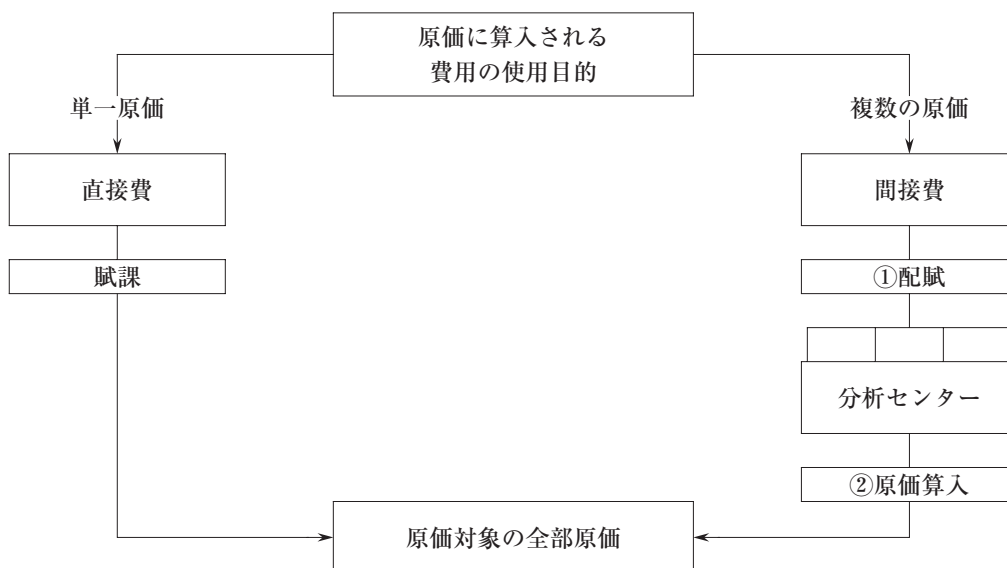 原価に算入される
費用の使用目的
単一原価
複数の原価
直接費
間接費
賦課
①配賦
分析センター
②原価算入
原価対象の全部原価